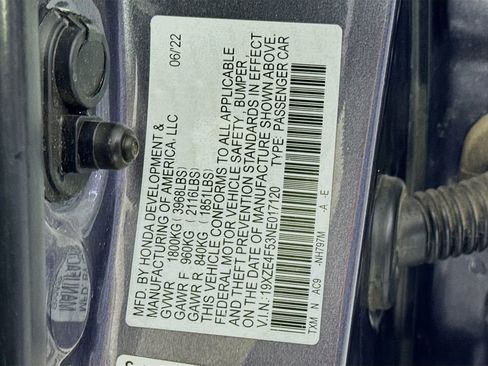 MFD.BY HONDA DEVELOPMENT &
MANUFACTURING OF AMERICA, LLC 06/22
GVWR 1800KG (3968LBS)
GAWR F 960KG (2116LBS)
GAWR R 840KG (1851LBS)
THIS VEHICLE CONFORMS TO ALL APPLICABLE
FEDERAL MOTOR VEHICLE SAFETY, BUMPER
AND THEFT PREVENTION STANDARDS IN EFFECT
ON THE DATE OF MANUFACTURE SHOWN ABOVE.
V.I.N.:19XZE4F53NE017120 TYPE: PASSENGER CAR
TXM N AC9 -NH797M -A -E